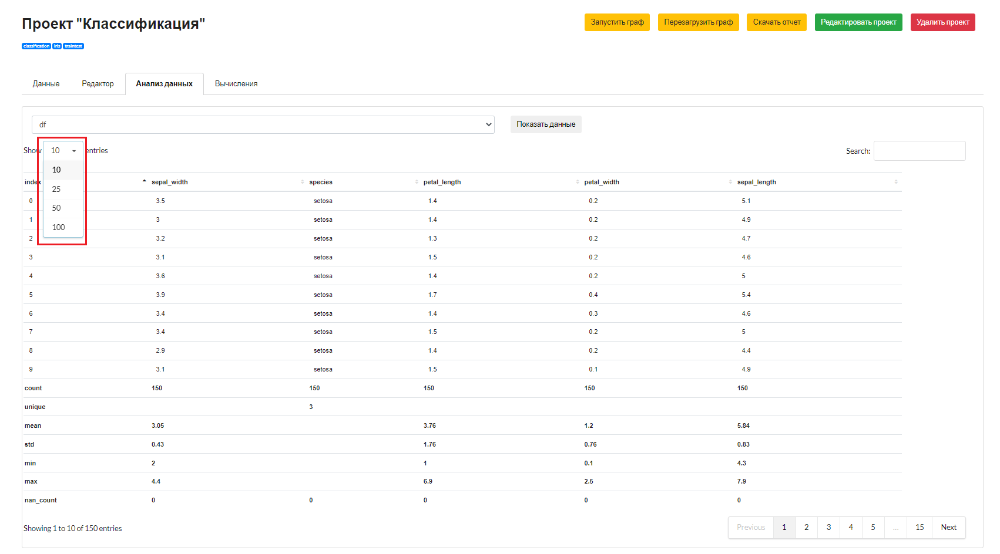 Проект "Классификация"
Запустить граф Перезагрузить граф Скачать отчет Редактировать проект Удалить проект
classification iris traintest
Данные Редактор Анализ данных Вычисления
df Показать данные
Show 10 entries Search:
10
25
50
100
index sepal_width species petal_length petal_width sepal_length
0 3.5 setosa 1.4 0.2 5.1
1 3 setosa 1.4 0.2 4.9
2 3.2 setosa 1.3 0.2 4.7
3 3.1 setosa 1.5 0.2 4.6
4 3.6 setosa 1.4 0.2 5
5 3.9 setosa 1.7 0.4 5.4
6 3.4 setosa 1.4 0.3 4.6
7 3.4 setosa 1.5 0.2 5
8 2.9 setosa 1.4 0.2 4.4
9 3.1 setosa 1.5 0.1 4.9
count 150 150 150 150 150
unique 3
mean 3.05 3.76 1.2 5.84
std 0.43 1.76 0.76 0.83
min 2 1 0.1 4.3
max 4.4 6.9 2.5 7.9
nan_count 0 0 0 0 0
Showing 1 to 10 of 150 entries Previous 1 2 3 4 5 ... 15 Next